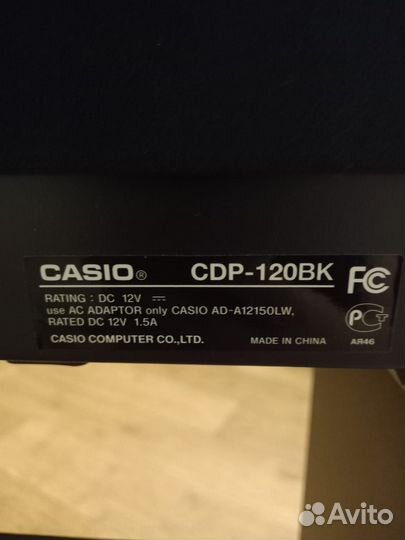 CASIO® CDP-120BK FC
RATING : DC 12V ⎓
use AC ADAPTOR only CASIO AD-A12150LW,
RATED DC 12V 1.5A
CASIO COMPUTER CO.,LTD. MADE IN CHINA AR46
Avito